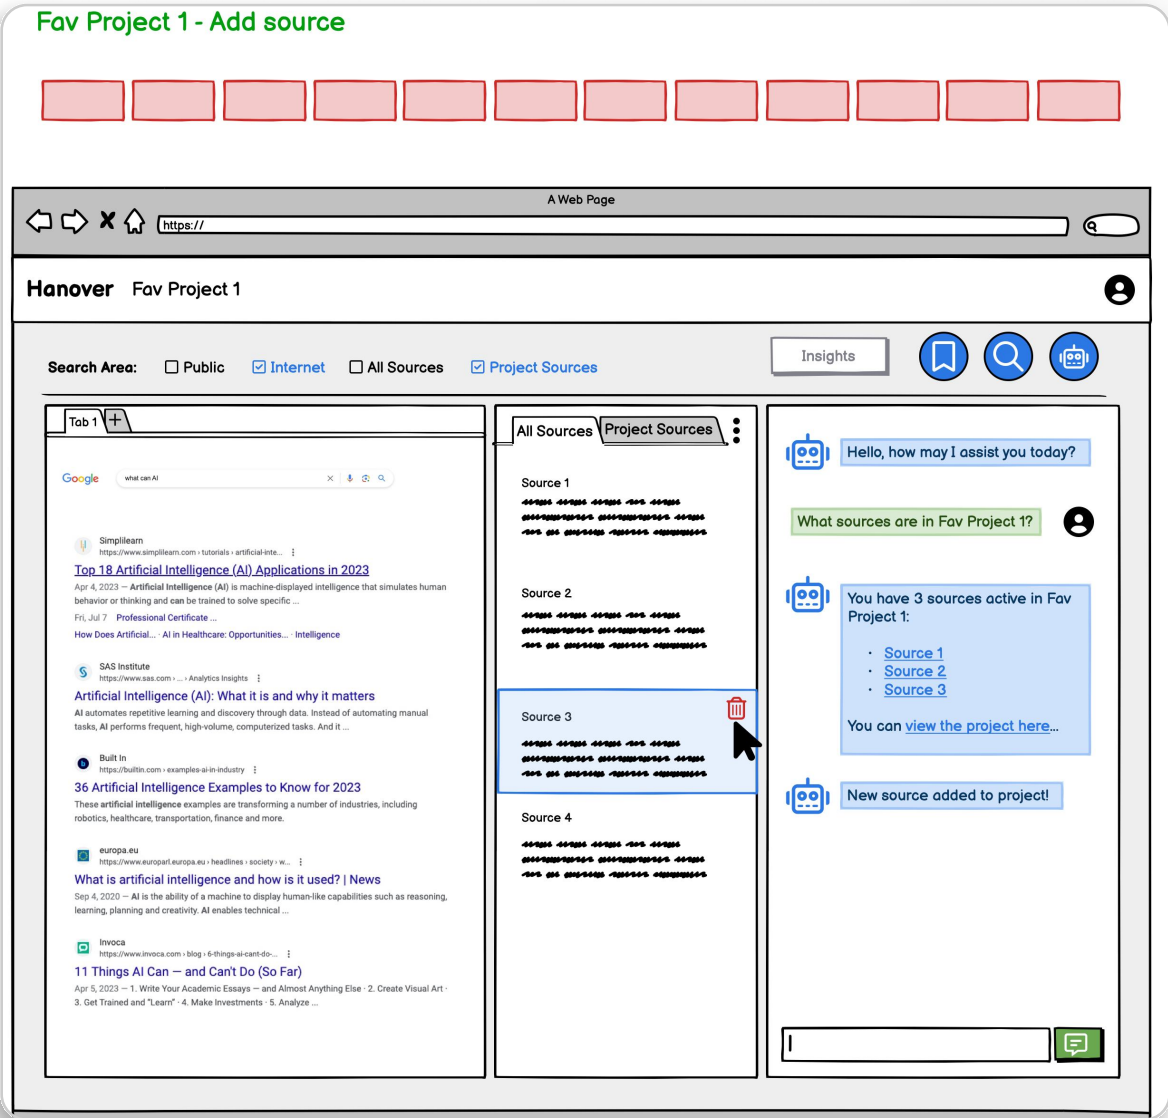 Fav Project 1 - Add source
A Web Page
https://
Hanover Fav Project 1
Search Area: Public Internet All Sources Project Sources
Insights
Tab 1 +
Google what can AI
Simplilearn
https://www.simplilearn.com › tutorials › artificial-inte...
Top 18 Artificial Intelligence (AI) Applications in 2023
Apr 4, 2023 — Artificial Intelligence (AI) is machine-displayed intelligence that simulates human
behavior or thinking and can be trained to solve specific ...
Fri, Jul 7 Professional Certificate ...
How Does Artificial... · AI in Healthcare: Opportunities... · Intelligence
SAS Institute
https://www.sas.com › ... › Analytics Insights
Artificial Intelligence (AI): What it is and why it matters
AI automates repetitive learning and discovery through data. Instead of automating manual
tasks, AI performs frequent, high-volume, computerized tasks. And it ...
Built In
https://builtin.com › examples-ai-in-industry
36 Artificial Intelligence Examples to Know for 2023
These artificial intelligence examples are transforming a number of industries, including
robotics, healthcare, transportation, finance and more.
europa.eu
https://www.europarl.europa.eu › headlines › society › w...
What is artificial intelligence and how is it used? | News
Sep 4, 2020 — AI is the ability of a machine to display human-like capabilities such as reasoning,
learning, planning and creativity. AI enables technical ...
Invoca
https://www.invoca.com › blog › 6-things-ai-cant-do-...
11 Things AI Can — and Can't Do (So Far)
Apr 5, 2023 — 1. Write Your Academic Essays — and Almost Anything Else · 2. Create Visual Art ·
3. Get Trained and "Learn" · 4. Make Investments · 5. Analyze ...
All Sources Project Sources
Source 1
Source 2
Source 3
Source 4
Hello, how may I assist you today?
What sources are in Fav Project 1?
You have 3 sources active in Fav
Project 1:
· Source 1
· Source 2
· Source 3
You can view the project here...
New source added to project!